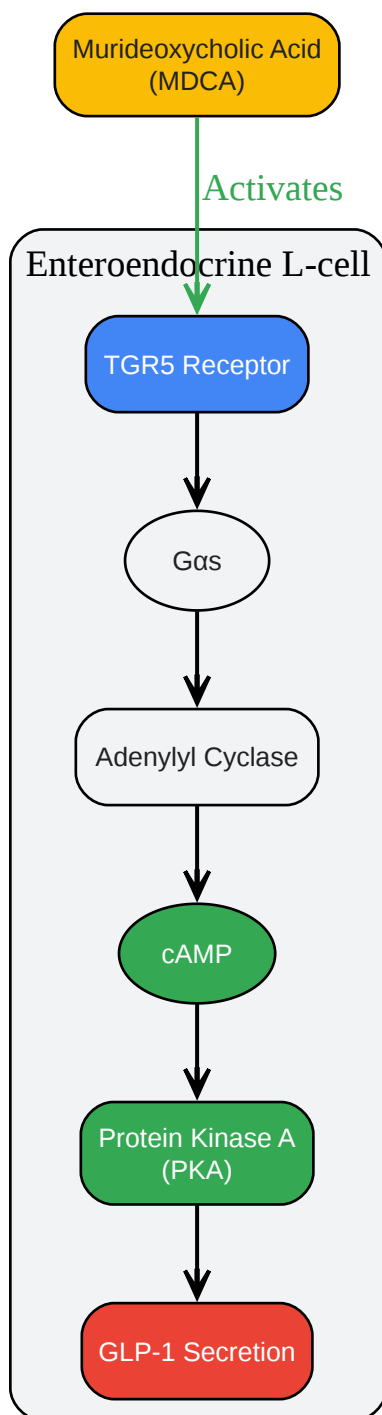 Murideoxycholic Acid
(MDCA)
Activates
Enteroendocrine L-cell
TGR5 Receptor
Gαs
Adenylyl Cyclase
cAMP
Protein Kinase A
(PKA)
GLP-1 Secretion